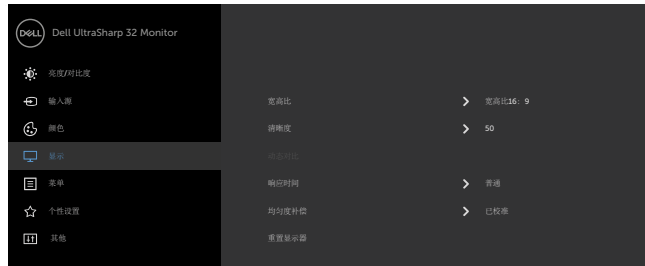 DELL Dell UltraSharp 32 Monitor
亮度/对比度
输入源 宽高比 宽高比16: 9
颜色 清晰度 50
显示 动态对比
菜单 响应时间 普通
个性设置 均匀度补偿 已校准
其他 重置显示器